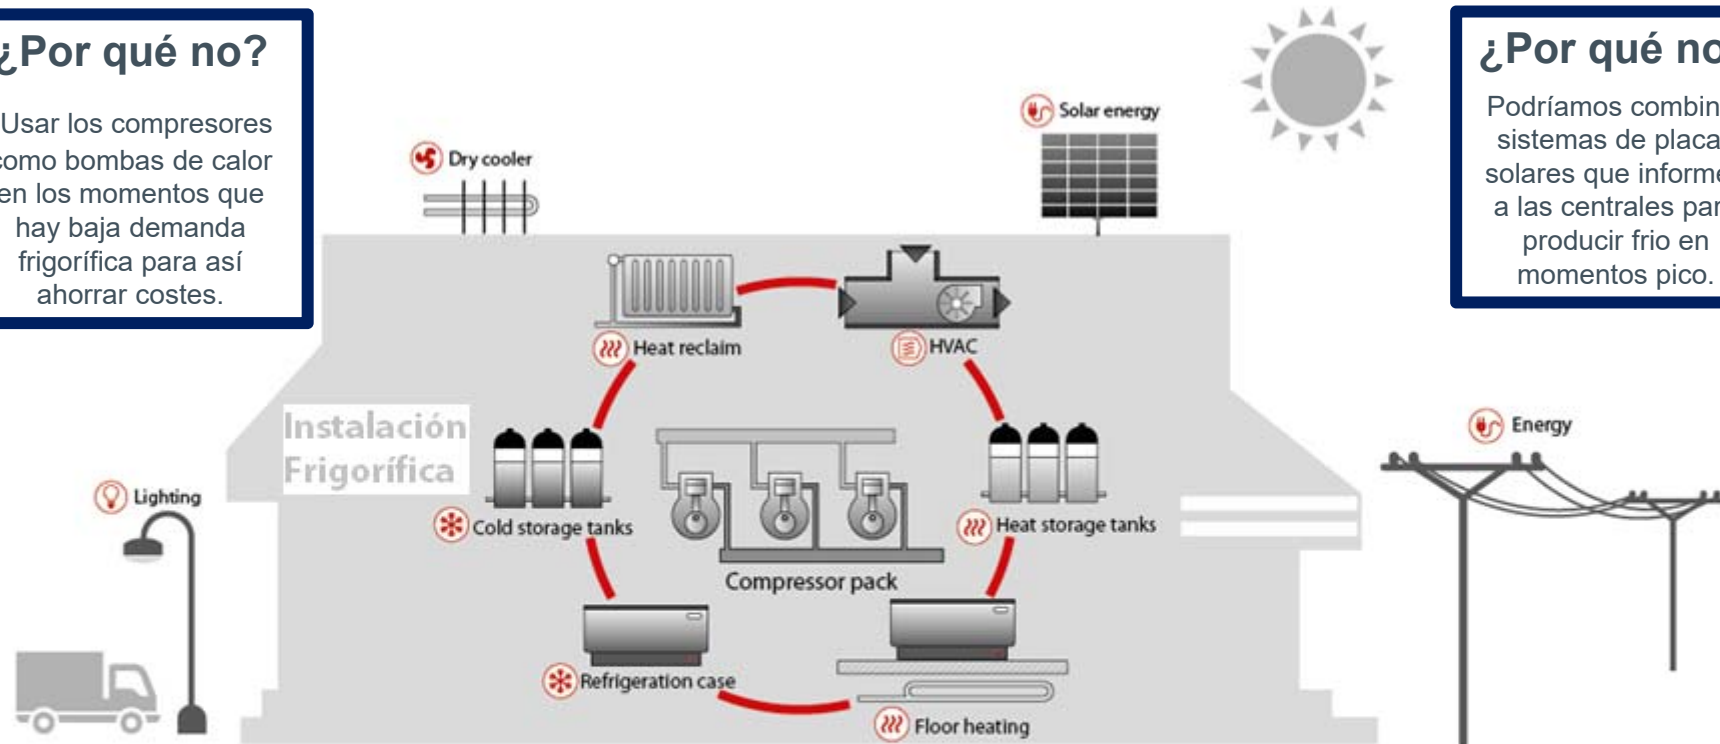 ¿Por qué no?
Usar los compresores
como bombas de calor
en los momentos que
hay baja demanda
frigorífica para así
ahorrar costes.
¿Por qué no
Podríamos combin
sistemas de placa
solares que inform
a las centrales par
producir frio en
momentos pico.
Solar energy
Dry cooler
Heat reclaim
HVAC
Instalación
Frigorífica
Energy
Lighting
Cold storage tanks
Heat storage tanks
Compressor pack
Refrigeration case
Floor heating